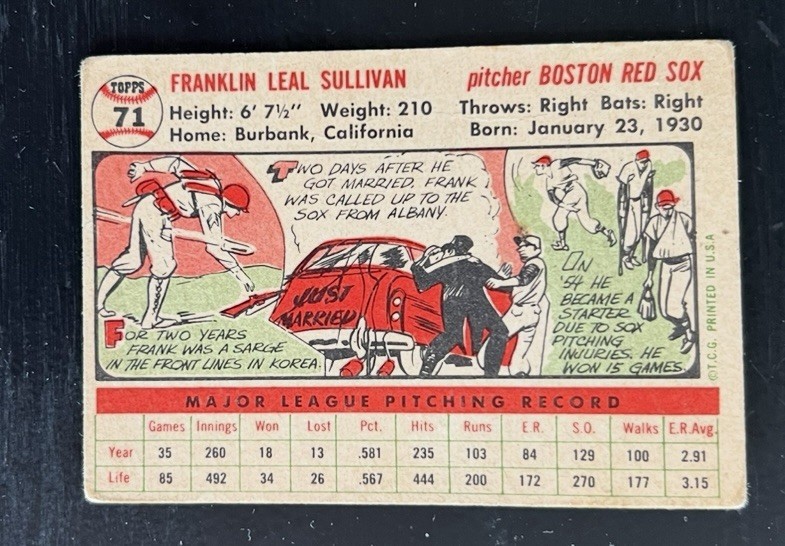 TOPPS
71
FRANKLIN LEAL SULLIVAN
pitcher BOSTON RED SOX
Height: 6' 7½" Weight: 210
Throws: Right Bats: Right
Home: Burbank, California
Born: January 23, 1930
FOR TWO YEARS
FRANK WAS A SARGE
IN THE FRONT LINES IN KOREA.
TWO DAYS AFTER HE
GOT MARRIED, FRANK
WAS CALLED UP TO THE
SOX FROM ALBANY.
JUST
MARRIED
IN
'54 HE
BECAME A
STARTER
DUE TO SOX
PITCHING
INJURIES. HE
WON 15 GAMES.
©T.C.G. PRINTED IN U.S.A
MAJOR LEAGUE PITCHING RECORD
Games Innings Won Lost Pct. Hits Runs E.R. S.O. Walks E.R.Avg.
Year 35 260 18 13 .581 235 103 84 129 100 2.91
Life 85 492 34 26 .567 444 200 172 270 177 3.15